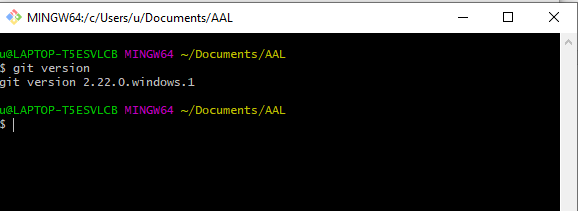 MINGW64:/c/Users/u/Documents/AAL
u@LAPTOP-T5ESVLCB MINGW64 ~/Documents/AAL
$ git version
git version 2.22.0.windows.1
u@LAPTOP-T5ESVLCB MINGW64 ~/Documents/AAL
$